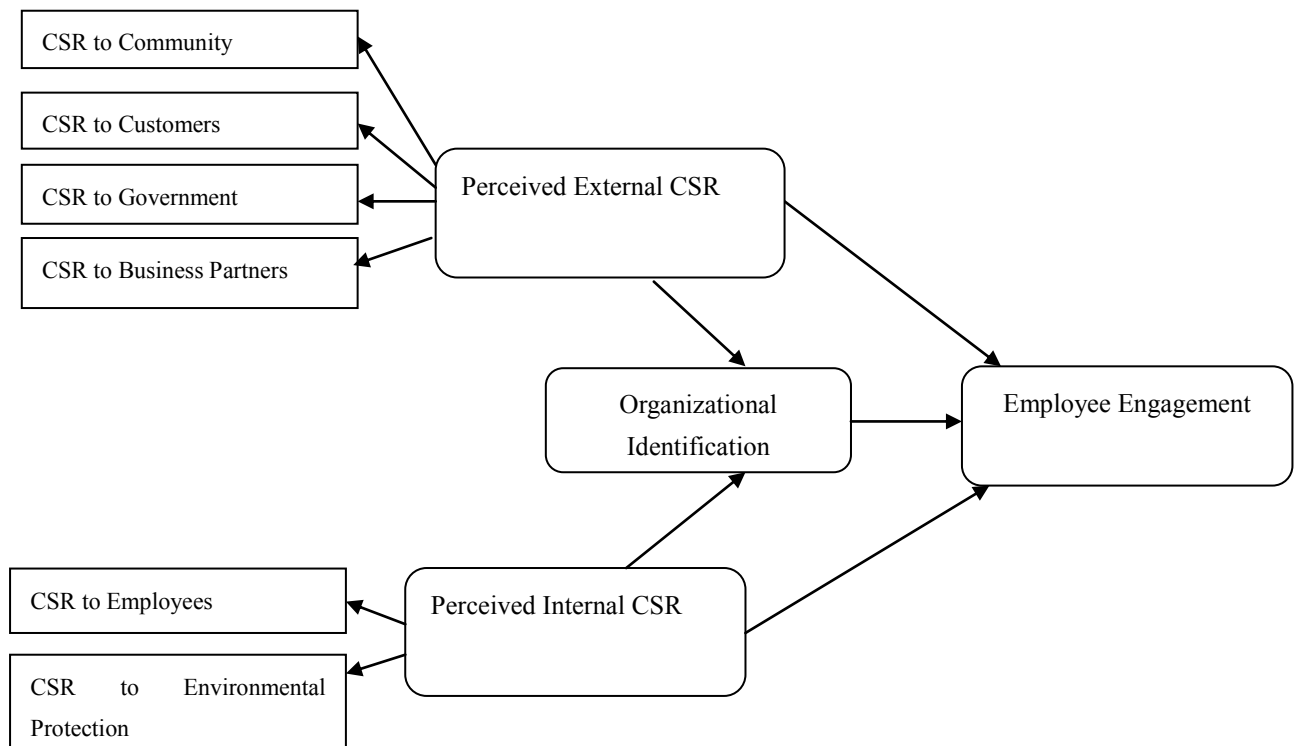 CSR to Community
CSR to Customers
CSR to Government
CSR to Business Partners
Perceived External CSR
Organizational
Identification
Employee Engagement
CSR to Employees
Perceived Internal CSR
CSR to Environmental
Protection